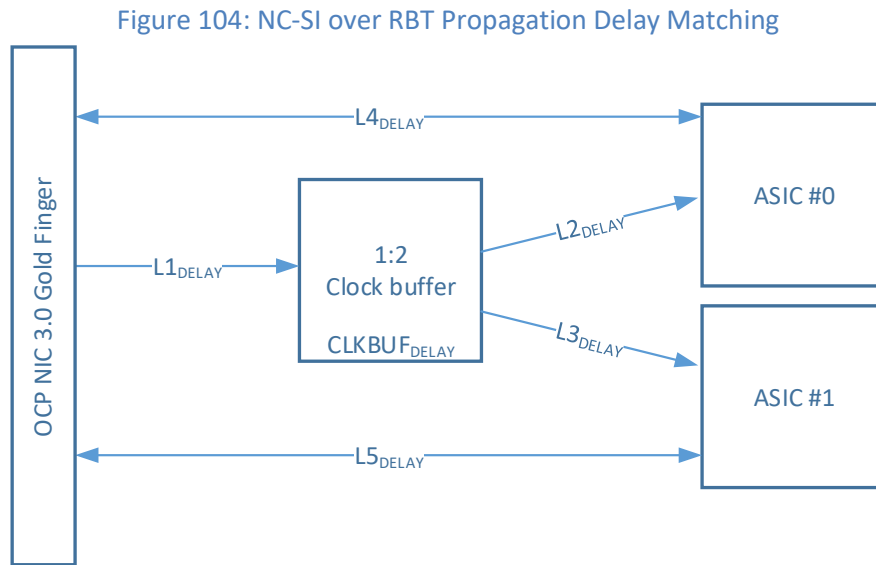 Figure 104: NC-SI over RBT Propagation Delay Matching
OCP NIC 3.0 Gold Finger
L4DELAY
ASIC #0
L2DELAY
L1DELAY
1:2
Clock buffer
CLKBUFDELAY
L3DELAY
ASIC #1
L5DELAY